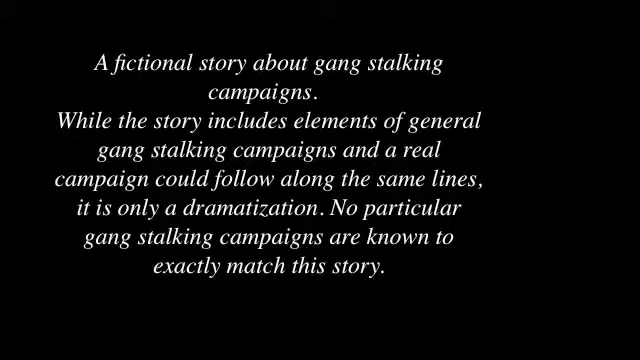 A fictional story about gang stalking
campaigns.
While the story includes elements of general
gang stalking campaigns and a real
campaign could follow along the same lines,
it is only a dramatization. No particular
gang stalking campaigns are known to
exactly match this story.